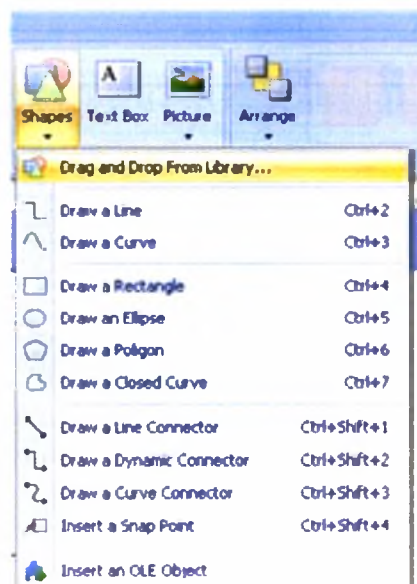 Shapes Text Box Picture Arrange
A
Drag and Drop From Library...
Draw a Line Ctrl+2
Draw a Curve Ctrl+3
Draw a Rectangle Ctrl+4
Draw an Ellipse Ctrl+5
Draw a Poligon Ctrl+6
Draw a Closed Curve Ctrl+7
Draw a Line Connector Ctrl+Shift+1
Draw a Dynamic Connector Ctrl+Shift+2
Draw a Curve Connector Ctrl+Shift+3
Insert a Snap Point Ctrl+Shift+4
Insert an OLE Object